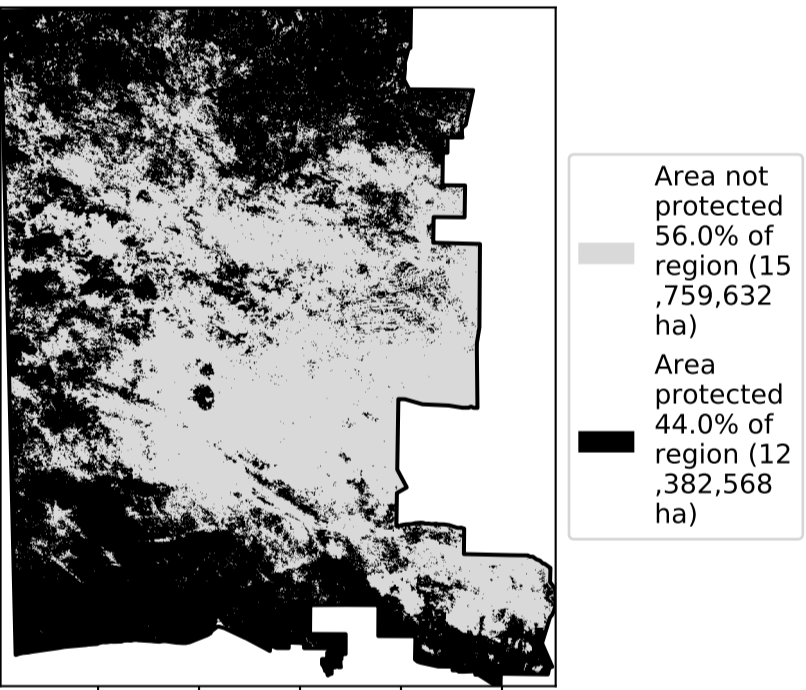 Area not
protected
56.0% of
region (15
,759,632
ha)
Area
protected
44.0% of
region (12
,382,568
ha)